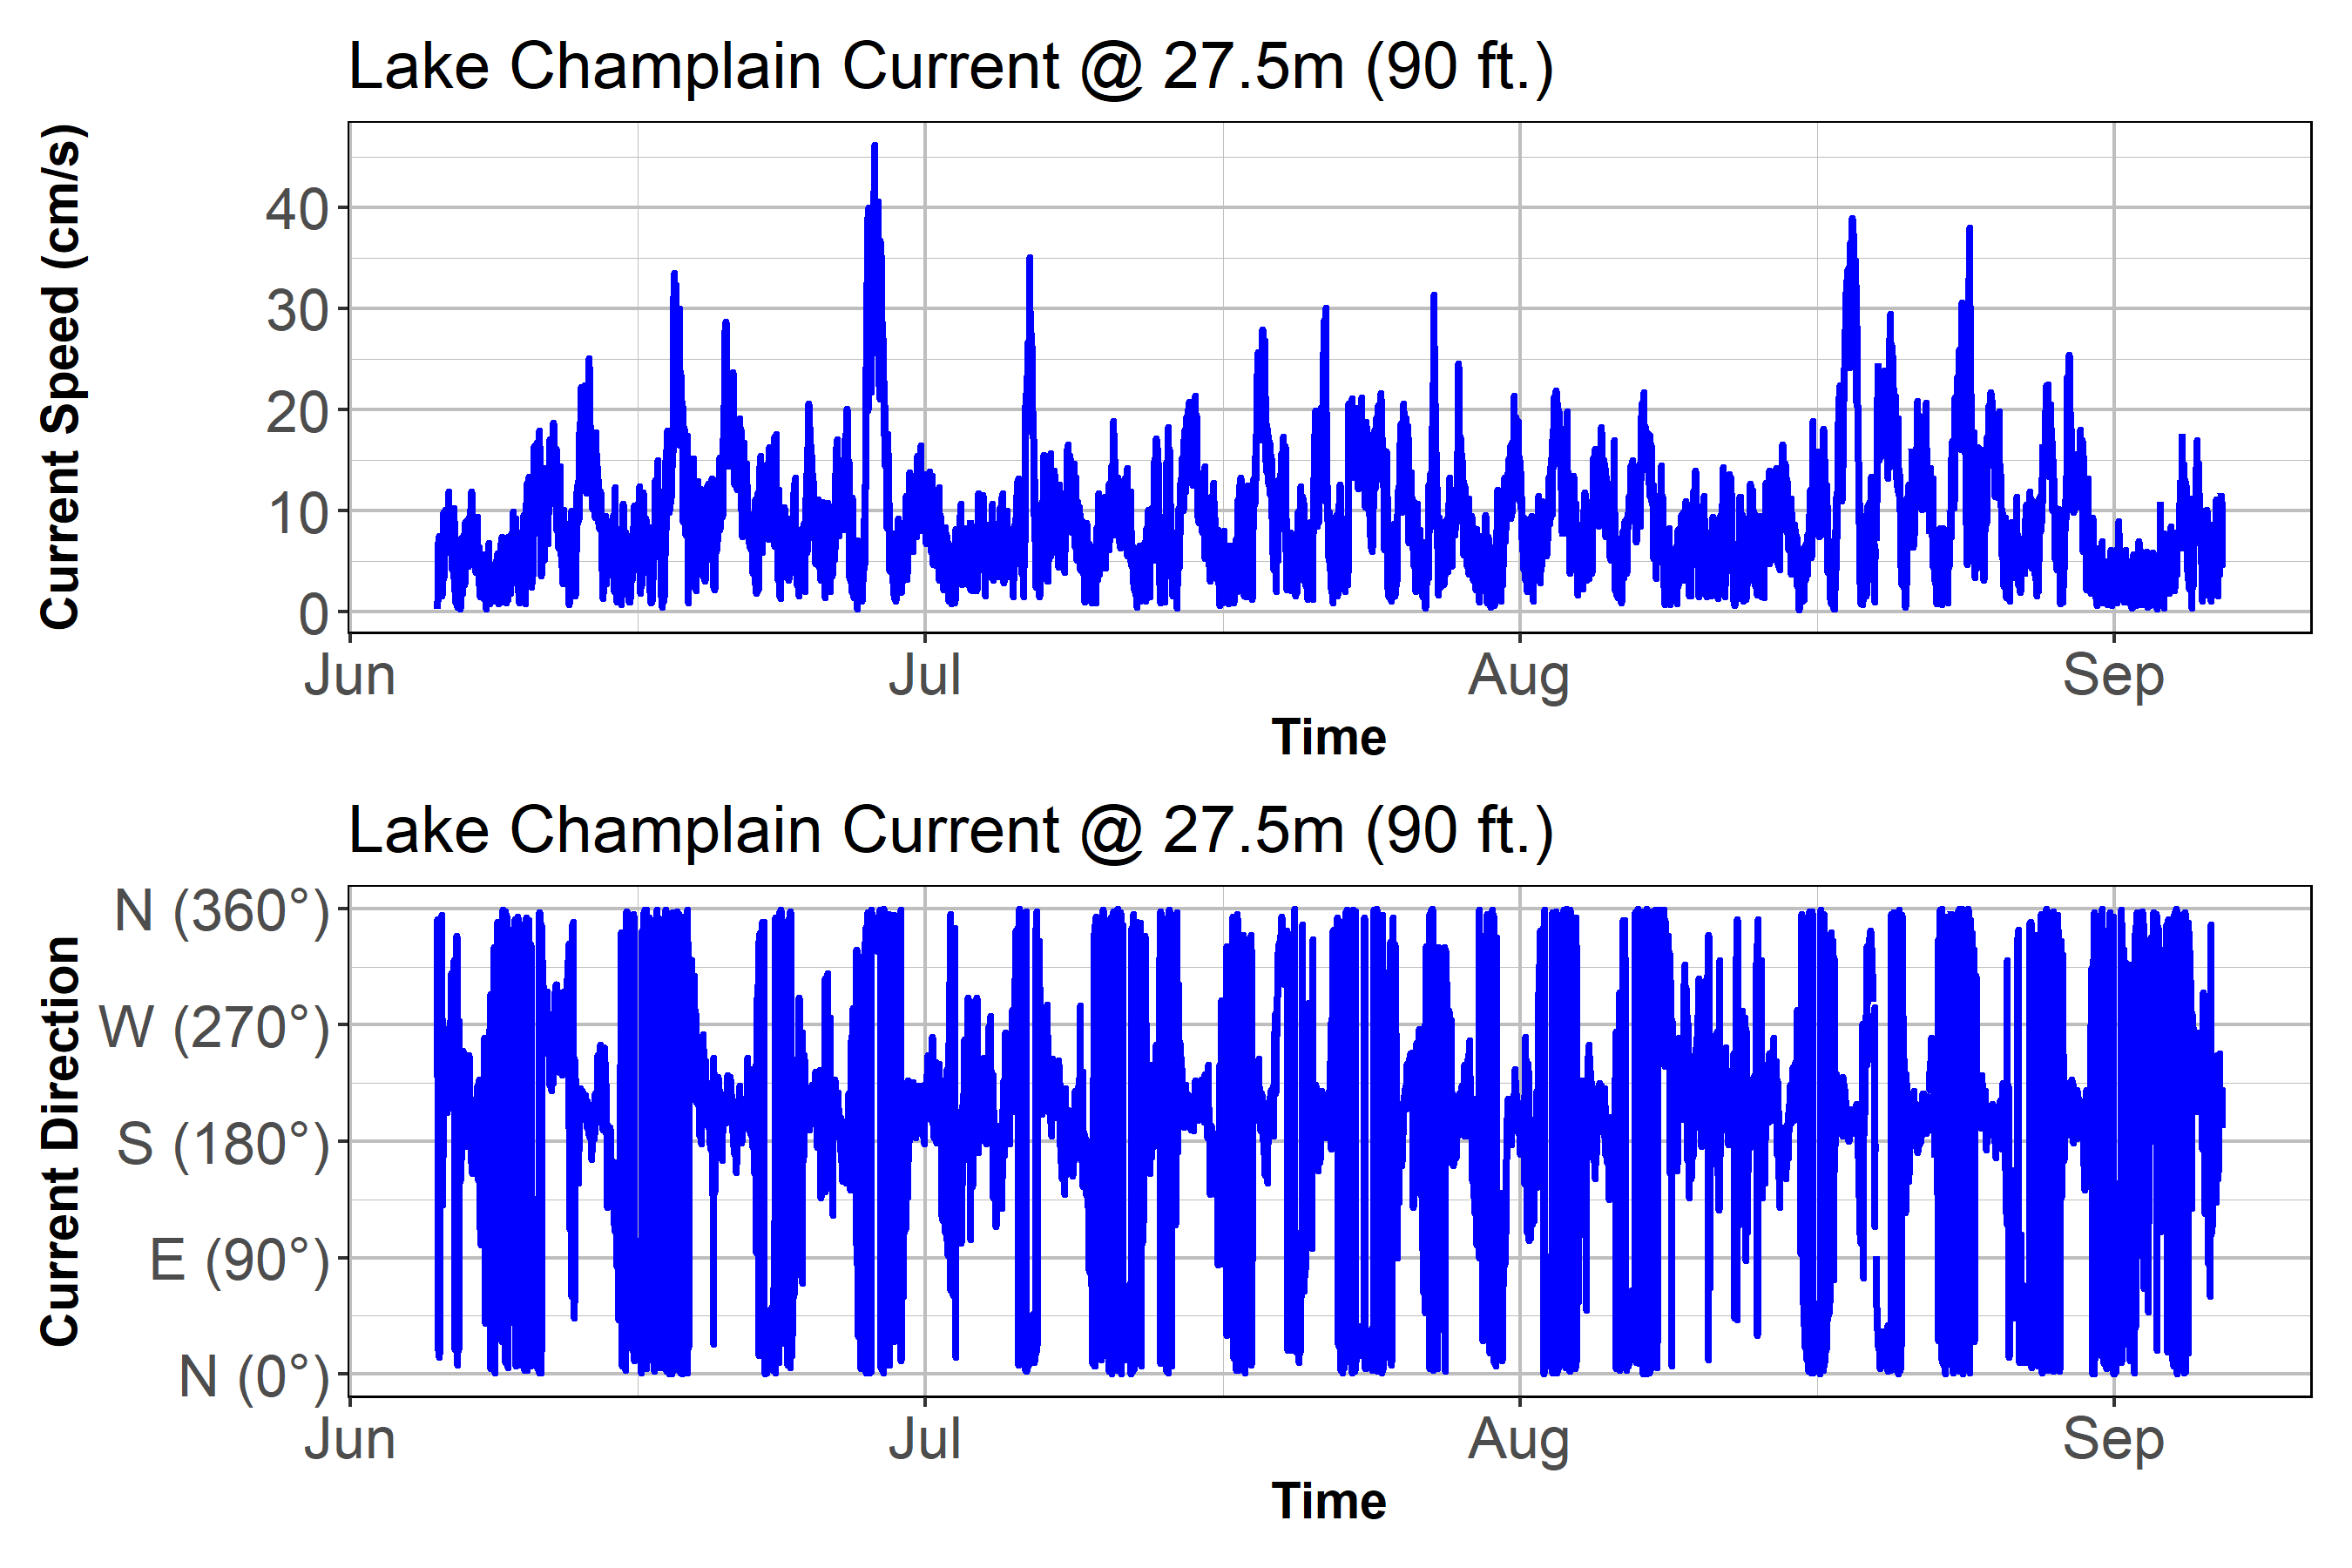 Lake Champlain Current @ 27.5m (90 ft.)
Current Speed (cm/s)
40
30
20
10
0
Jun Jul Aug Sep
Time
Lake Champlain Current @ 27.5m (90 ft.)
Current Direction
N (360°)
W (270°)
S (180°)
E (90°)
N (0°)
Jun Jul Aug Sep
Time